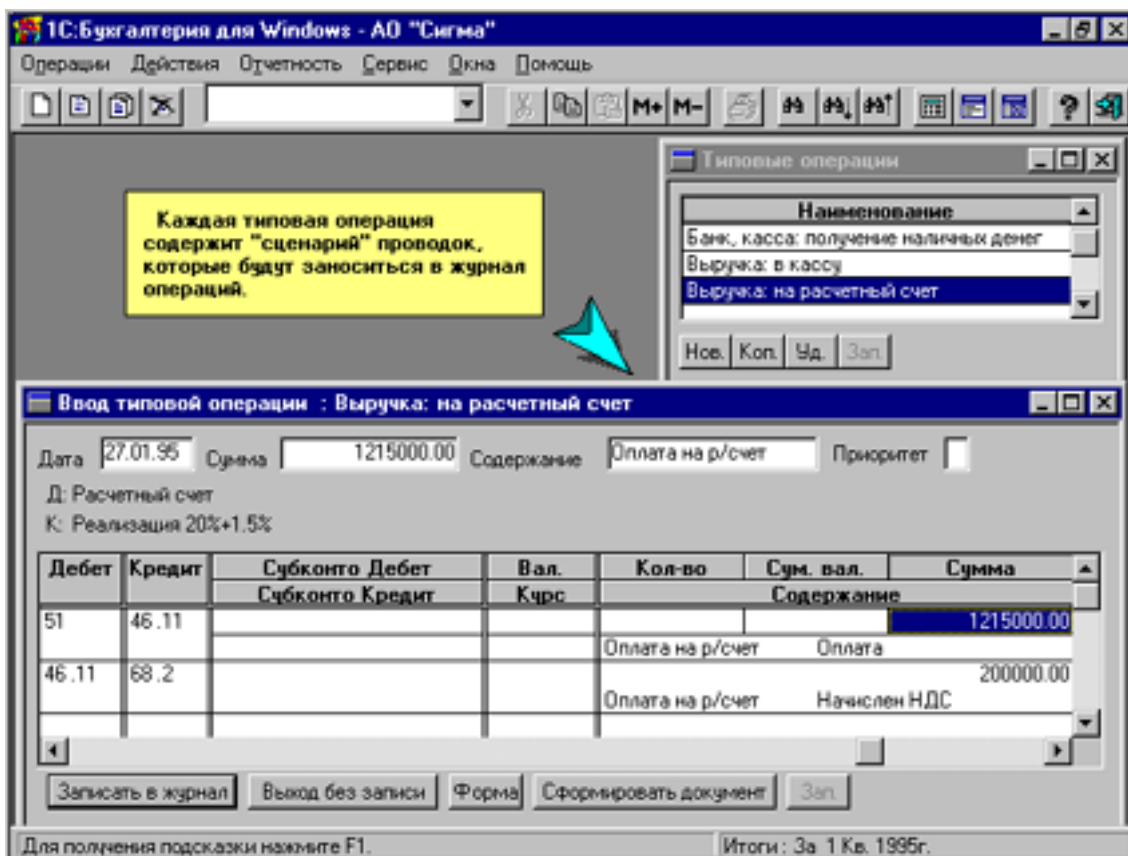 1С:Бухгалтерия для Windows - АО "Сигма"
Операции Действия Отчетность Сервис Окна Помощь
M+ M-
Типовые операции
Каждая типовая операция
содержит "сценарий" проводок,
которые будут заноситься в журнал
операций.
Наименование
Банк, касса: получение наличных денег
Выручка: в кассу
Выручка: на расчетный счет
Нов. Коп. Уд. Зап.
Ввод типовой операции : Выручка: на расчетный счет
Дата 27.01.95 Сумма 1215000.00 Содержание Оплата на р/счет Приоритет
Д: Расчетный счет
К: Реализация 20%+1.5%
Дебет Кредит Субконто Дебет Вал. Кол-во Сум. вал. Сумма
Субконто Кредит Курс Содержание
51 46.11 1215000.00
Оплата на р/счет Оплата
46.11 68.2 200000.00
Оплата на р/счет Начислен НДС
Записать в журнал Выход без записи Форма Сформировать документ Зап.
Для получения подсказки нажмите F1. Итоги: За 1 Кв. 1995г.